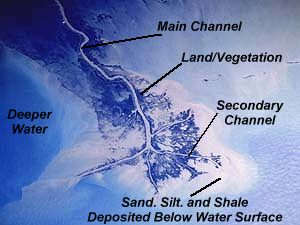 Main Channel
Land/Vegetation
Deeper
Water
Secondary
Channel
Sand. Silt. and Shale
Deposited Below Water Surface